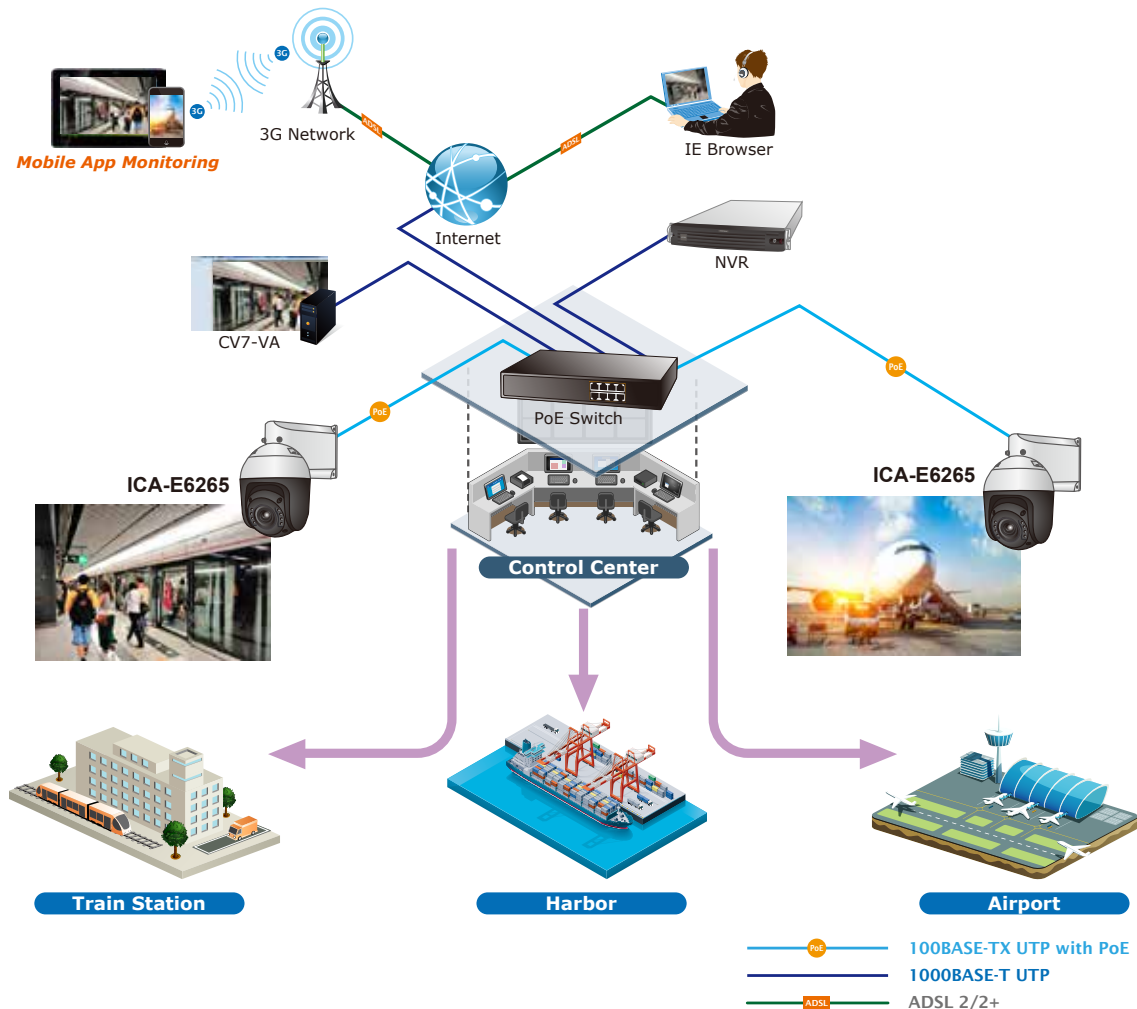 3G
3G
3G Network
Mobile App Monitoring
ADSL
ADSL
IE Browser
Internet
NVR
CV7-VA
PoE
PoE
PoE Switch
ICA-E6265
ICA-E6265
Control Center
Train Station
Harbor
Airport
PoE 100BASE-TX UTP with PoE
1000BASE-T UTP
ADSL ADSL 2/2+